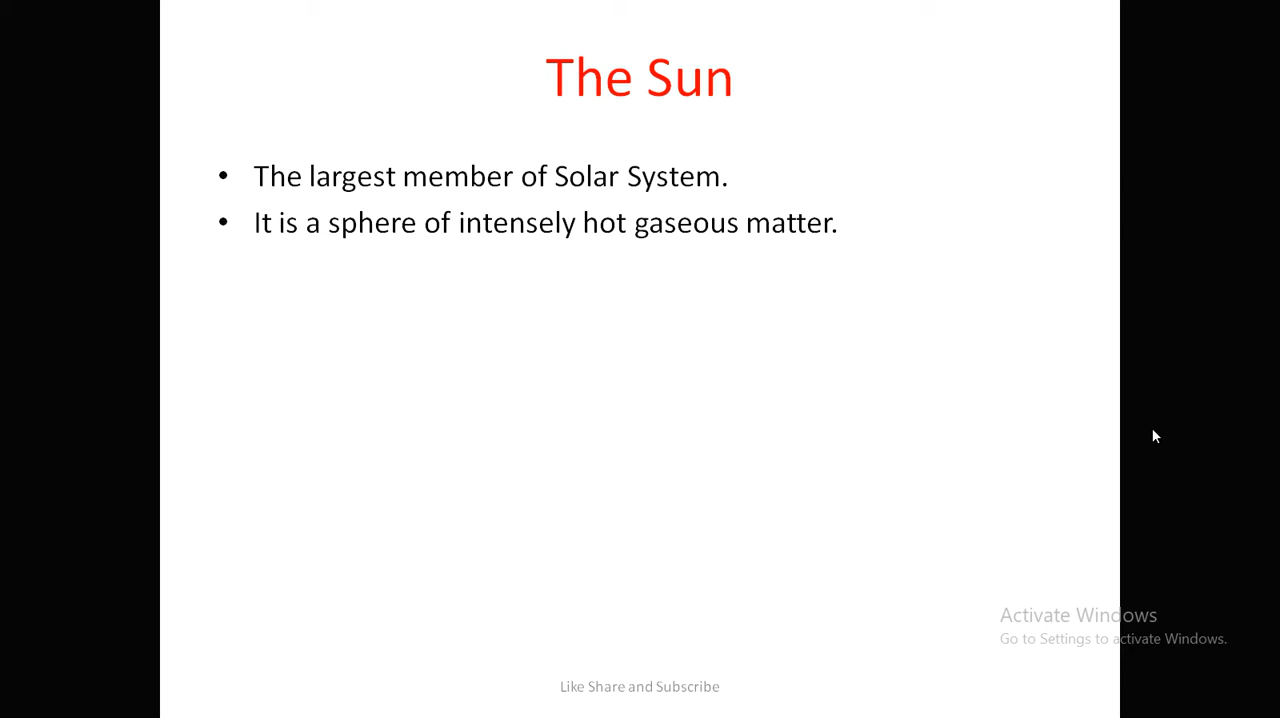 The Sun
• The largest member of Solar System.
• It is a sphere of intensely hot gaseous matter.
Activate Windows
Go to Settings to activate Windows.
Like Share and Subscribe